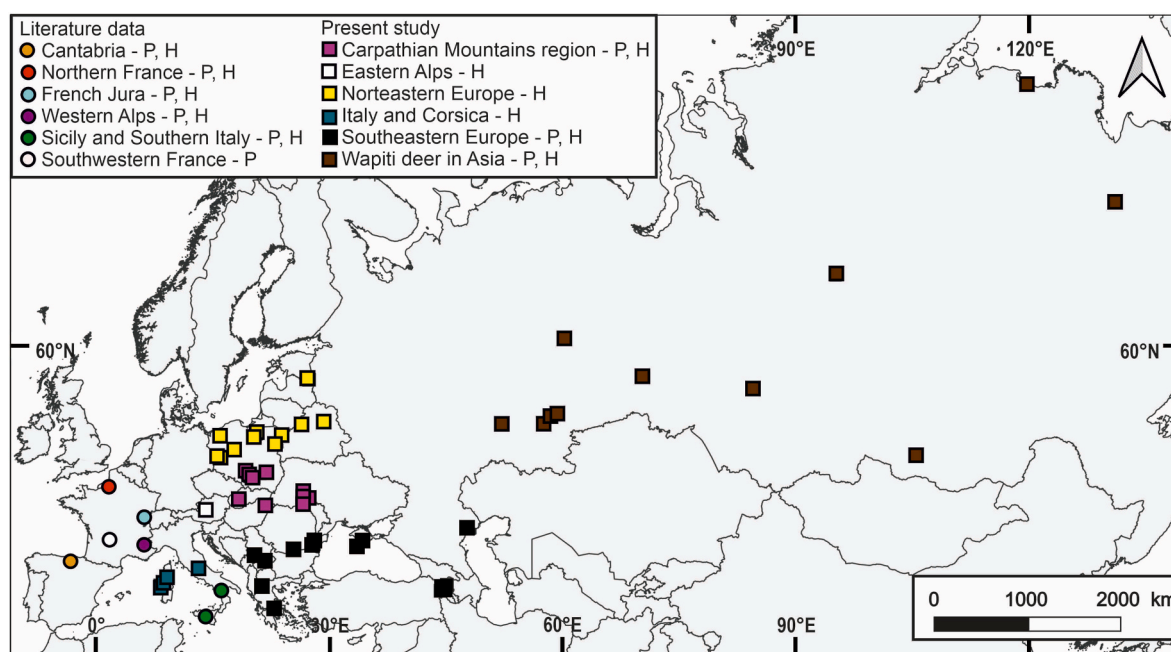 Literature data
Cantabria - P, H
Northern France - P, H
French Jura - P, H
Western Alps - P, H
Sicily and Southern Italy - P, H
Southwestern France - P
Present study
Carpathian Mountains region - P, H
Eastern Alps - H
Norteastern Europe - H
Italy and Corsica - H
Southeastern Europe - P, H
Wapiti deer in Asia - P, H
90°E
120°E
60°N
60°N
0°
30°E
60°E
90°E
0
1000
2000 km